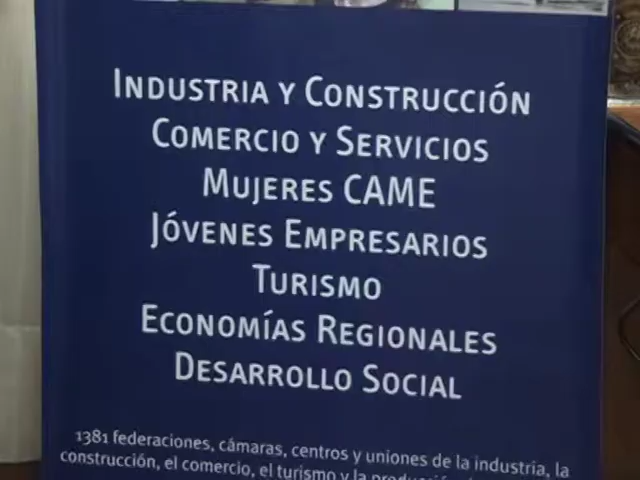 INDUSTRIA Y CONSTRUCCIÓN
COMERCIO Y SERVICIOS
MUJERES CAME
JÓVENES EMPRESARIOS
TURISMO
ECONOMÍAS REGIONALES
DESARROLLO SOCIAL
1381 federaciones, cámaras, centros y uniones de la industria, la
construcción, el comercio, el turismo y la